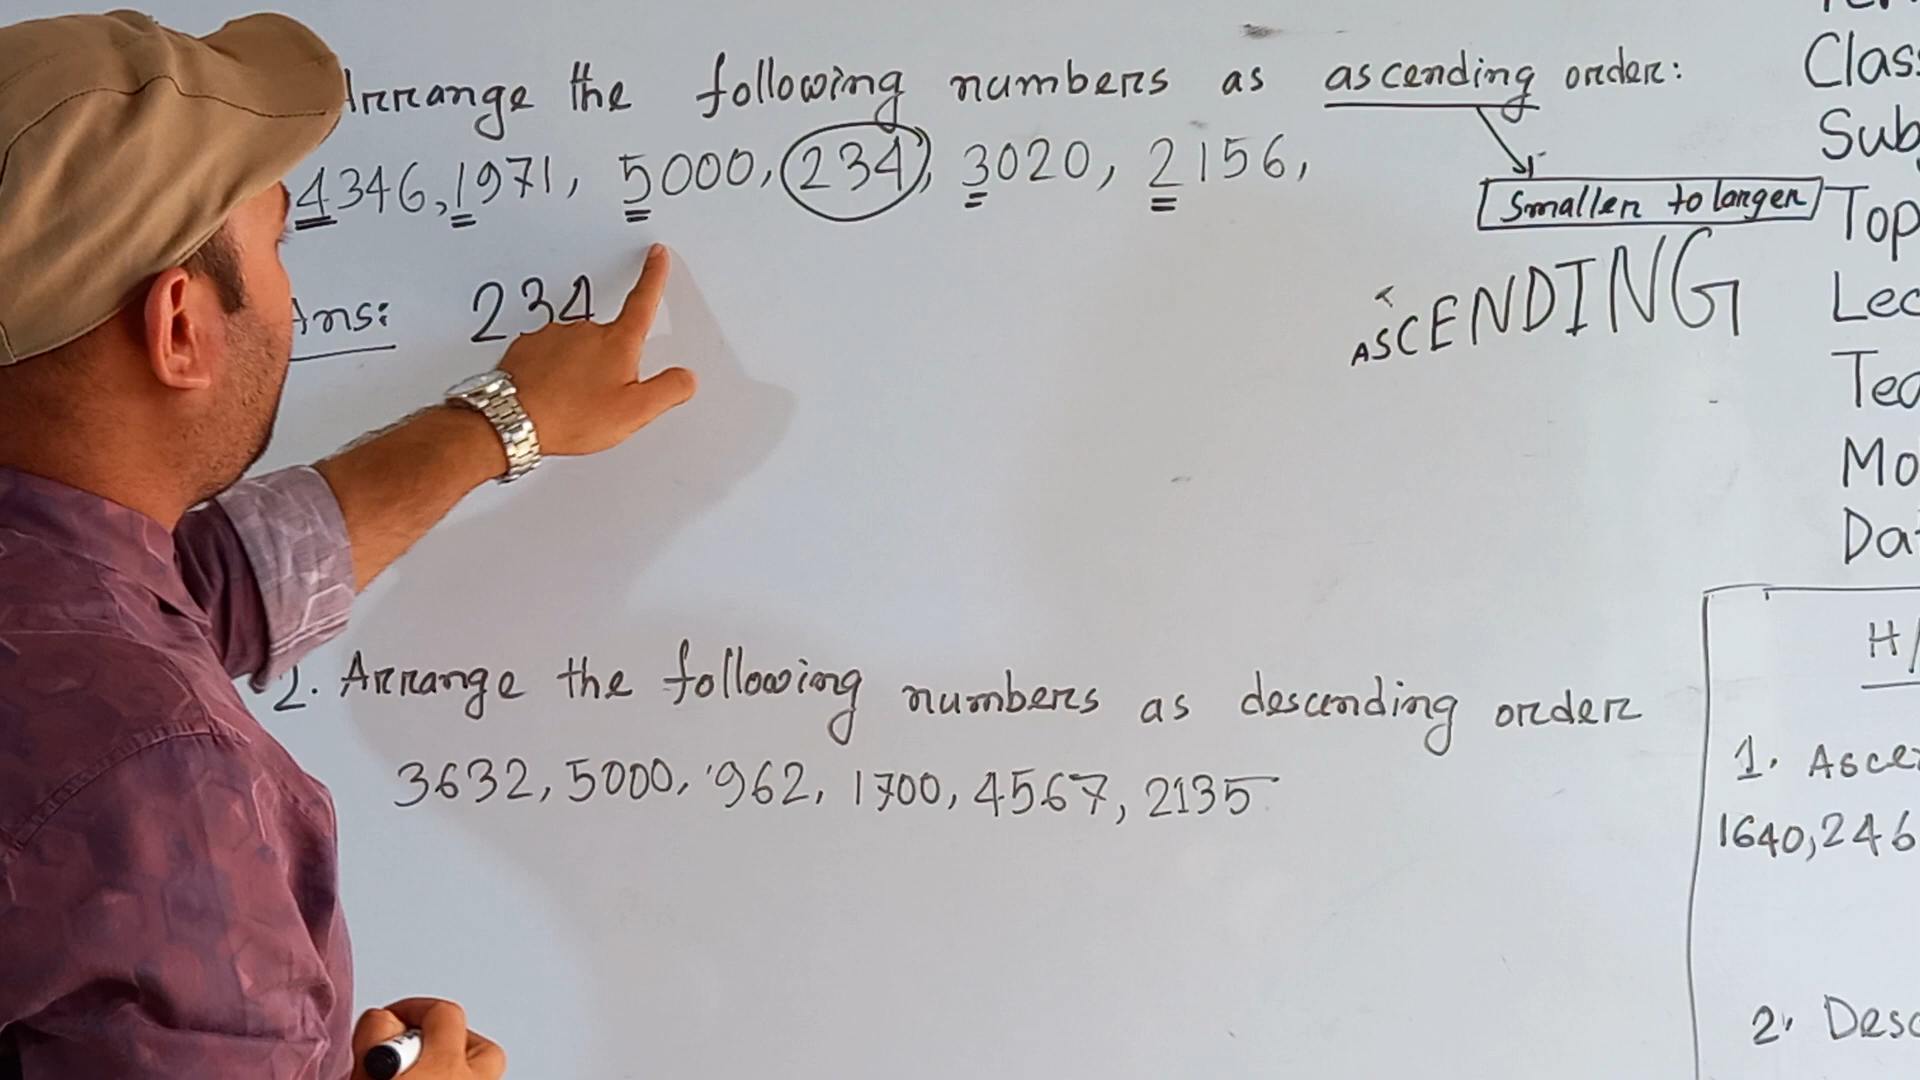 Arrange the following numbers as ascending order:
4346, 1971, 5000, 234, 3020, 2156,
Smaller to larger
Ans: 234
ASCENDING
2. Arrange the following numbers as descending order
3632, 5000, 962, 1700, 4567, 2135
Clas
Sub
Top
Lec
Tea
Mo
Da
H/
1. Asce
1640, 246
2. Desc